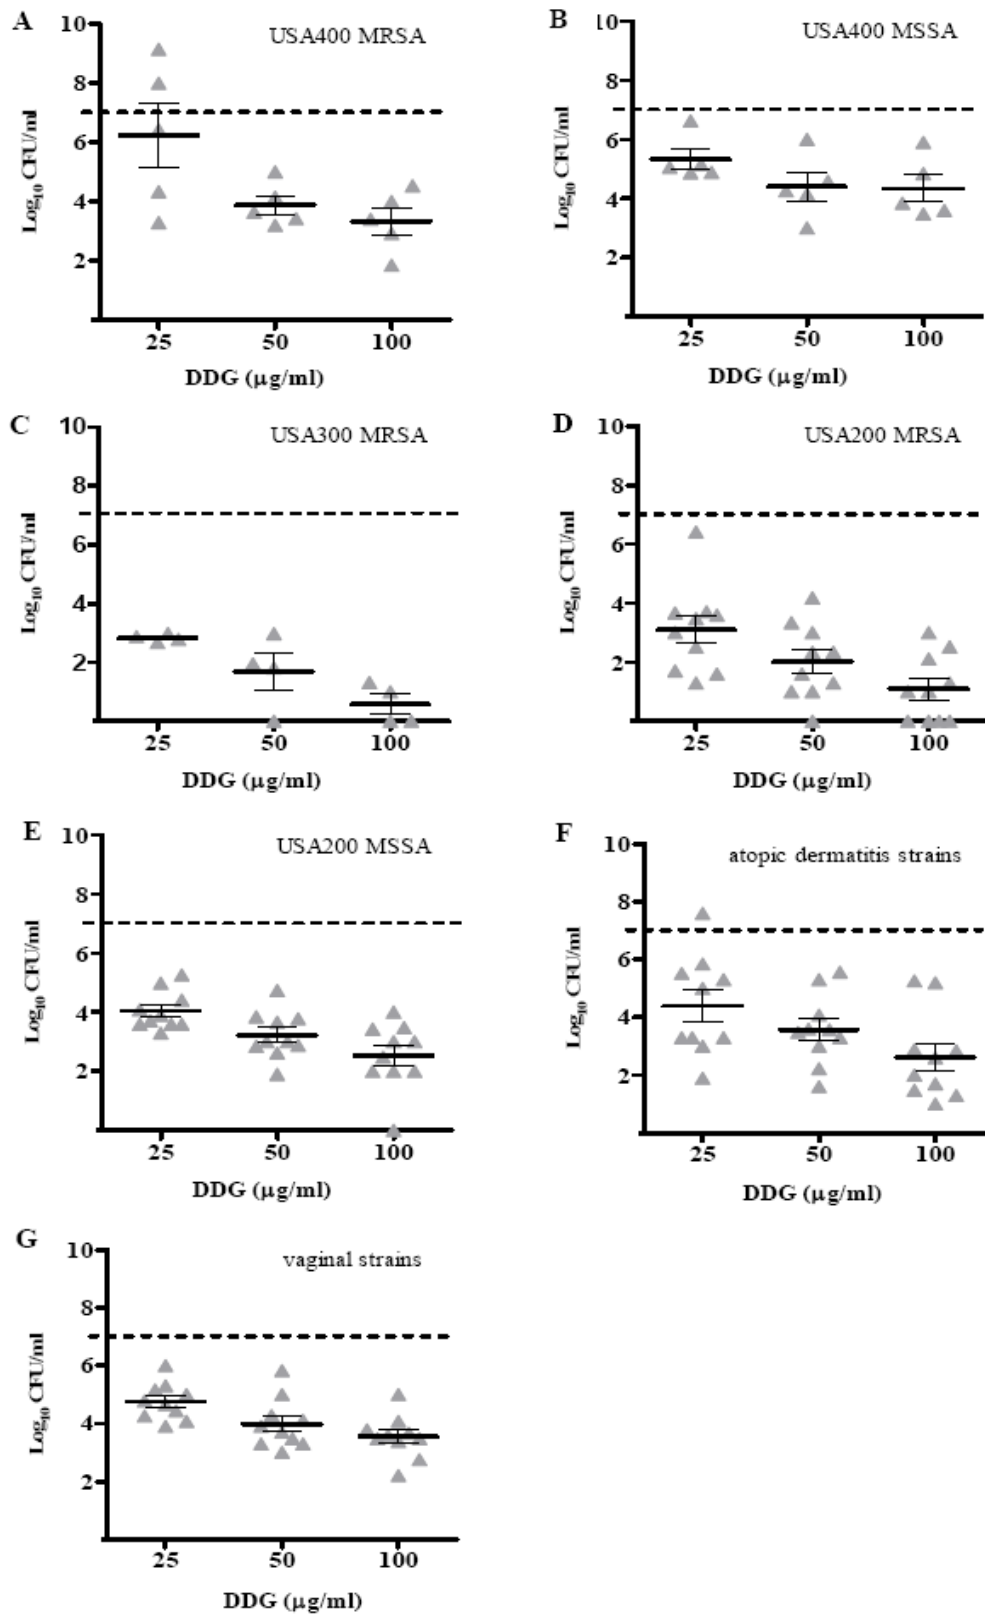 A
USA400 MRSA
10
8
6
4
2
Log10 CFU/ml
25 50 100
DDG (µg/ml)
B
USA400 MSSA
10
8
6
4
2
Log10 CFU/ml
25 50 100
DDG (µg/ml)
C
USA300 MRSA
10
8
6
4
2
Log10 CFU/ml
25 50 100
DDG (µg/ml)
D
USA200 MRSA
10
8
6
4
2
Log10 CFU/ml
25 50 100
DDG (µg/ml)
E
USA200 MSSA
10
8
6
4
2
Log10 CFU/ml
25 50 100
DDG (µg/ml)
F
atopic dermatitis strains
10
8
6
4
2
Log10 CFU/ml
25 50 100
DDG (µg/ml)
G
vaginal strains
10
8
6
4
2
Log10 CFU/ml
25 50 100
DDG (µg/ml)